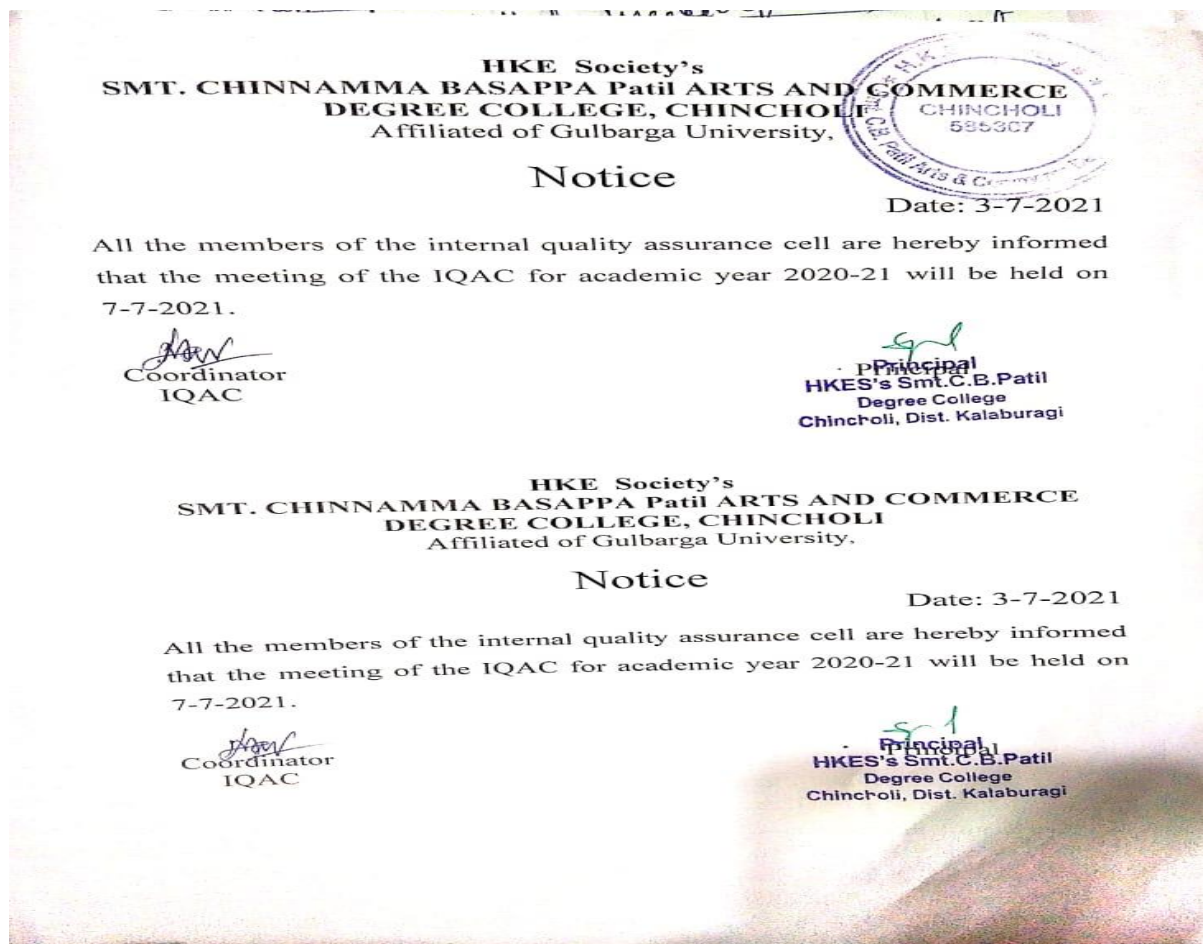 HKE Society's
SMT. CHINNAMMA BASAPPA Patil ARTS AND COMMERCE
DEGREE COLLEGE, CHINCHOLI
Affiliated of Gulbarga University,
CHINCHOLI
585307
C.B. Patil Arts &
Notice
Date: 3-7-2021
All the members of the internal quality assurance cell are hereby informed
that the meeting of the IQAC for academic year 2020-21 will be held on
7-7-2021.
Coordinator
IQAC
Principal
Principal
HKES's Smt.C.B.Patil
Degree College
Chincholi, Dist. Kalaburagi
HKE Society's
SMT. CHINNAMMA BASAPPA Patil ARTS AND COMMERCE
DEGREE COLLEGE, CHINCHOLI
Affiliated of Gulbarga University,
Notice
Date: 3-7-2021
All the members of the internal quality assurance cell are hereby informed
that the meeting of the IQAC for academic year 2020-21 will be held on
7-7-2021.
Coordinator
IQAC
Principal
Principal
HKES's Smt.C.B.Patil
Degree College
Chincholi, Dist. Kalaburagi